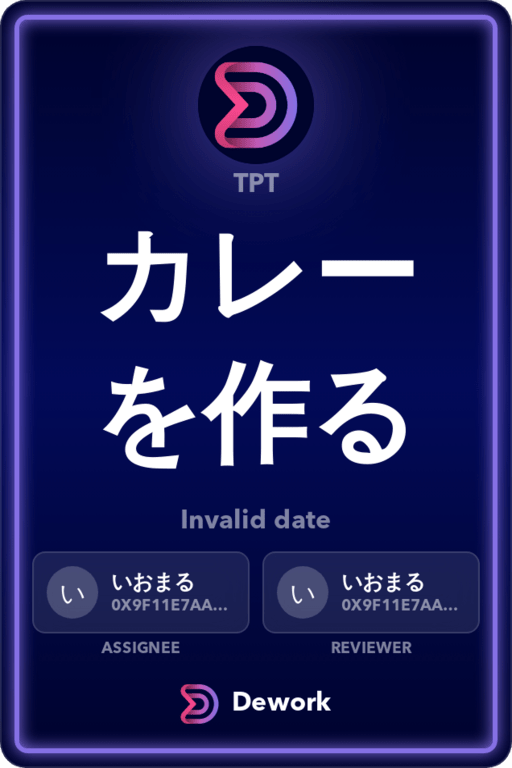 TPT
カレー
を作る
Invalid date
い いおまる
0X9F11E7AA...
ASSIGNEE
い いおまる
0X9F11E7AA...
REVIEWER
Dework